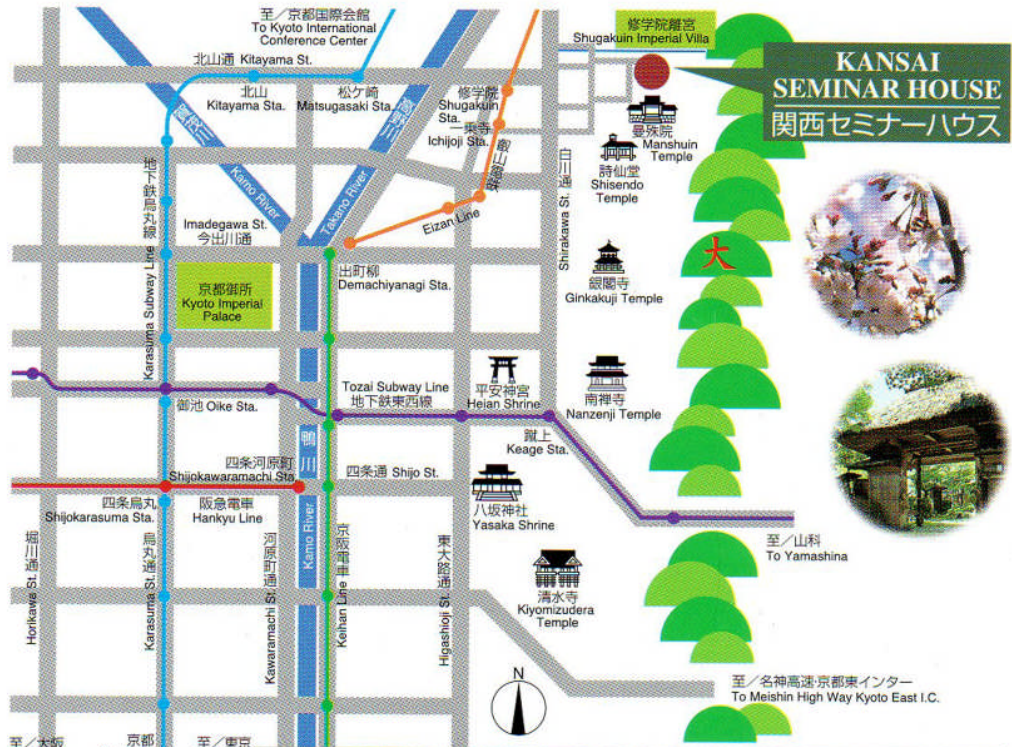 至／京都国際会館
To Kyoto International
Conference Center
修学院離宮
Shugakuin Imperial Villa
KANSAI
SEMINAR HOUSE
関西セミナーハウス
北山通 Kitayama St.
北山
Kitayama Sta.
松ケ崎
Matsugasaki Sta.
修学院
Shugakuin
Sta.
一乗寺
Ichijoji Sta.
曼殊院
Manshuin
Temple
詩仙堂
Shisendo
Temple
高野川
Takano River
Kamo River
叡山電鉄
Eizan Line
白川通
Shirakawa St.
地下鉄烏丸線
Karasuma Subway Line
Imadegawa St.
今出川通
京都御所
Kyoto Imperial
Palace
出町柳
Demachiyanagi Sta.
銀閣寺
Ginkakuji Temple
大
御池 Oike Sta.
Tozai Subway Line
地下鉄東西線
平安神宮
Heian Shrine
南禅寺
Nanzenji Temple
蹴上
Keage Sta.
鴨川
Kamo River
四条河原町
Shijokawaramachi Sta
四条通 Shijo St.
四条烏丸
Shijokarasuma Sta.
阪急電車
Hankyu Line
八坂神社
Yasaka Shrine
至／山科
To Yamashina
堀川通
Horikawa St.
烏丸通
Karasuma St.
河原町通
Kawaramachi St.
京阪電車
Keihan Line
東大路通
Higashioji St.
清水寺
Kiyomizudera
Temple
N
至／名神高速・京都東インター
To Meishin High Way Kyoto East I.C.
至／大阪
京都
至／東京